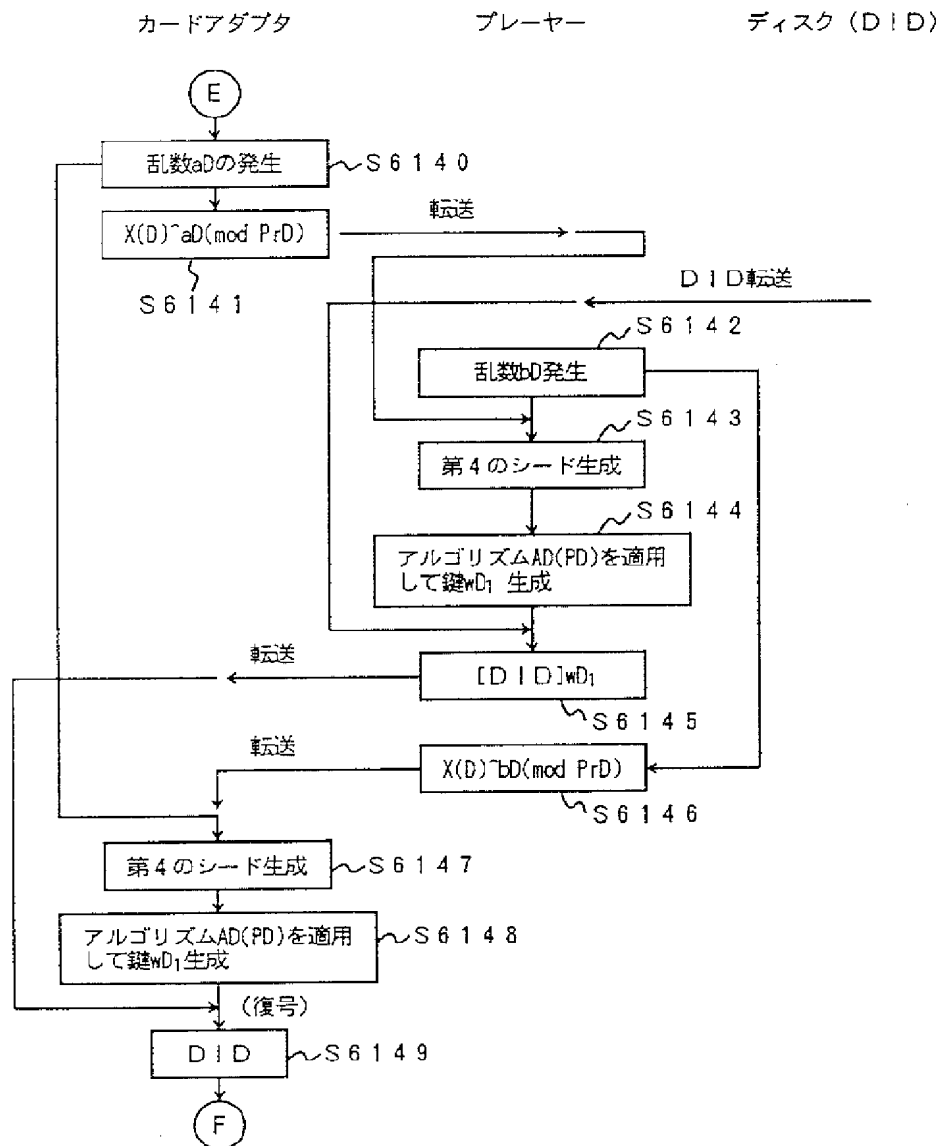 カードアダプタ
プレーヤー
ディスク（DID）
E
乱数aDの発生
S6140
転送
X(D)^aD(mod PrD)
S6141
DID転送
S6142
乱数bD発生
S6143
第4のシード生成
S6144
アルゴリズムAD(PD)を適用
して鍵wD₁ 生成
転送
[DID]wD₁
S6145
転送
X(D)^bD(mod PrD)
S6146
第4のシード生成
S6147
アルゴリズムAD(PD)を適用
して鍵wD₁生成
S6148
(復号)
DID
S6149
F